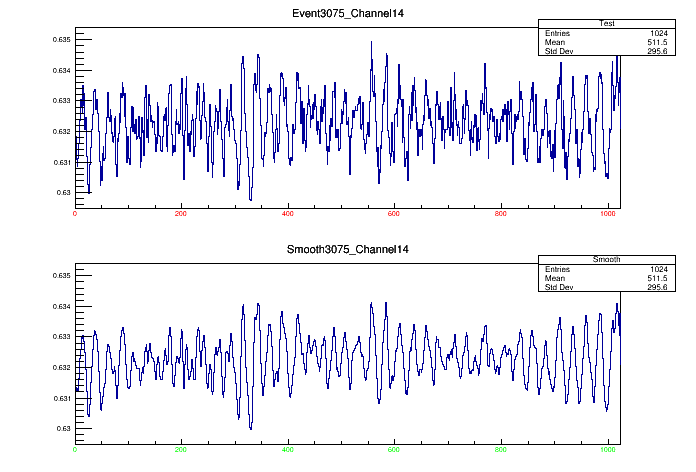 Event3075_Channel14
Test
Entries 1024
Mean 511.5
Std Dev 295.6
0.635
0.634
0.633
0.632
0.631
0.63
0 200 400 600 800 1000
Smooth3075_Channel14
Smooth
Entries 1024
Mean 511.5
Std Dev 295.6
0.635
0.634
0.633
0.632
0.631
0.63
0 200 400 600 800 1000